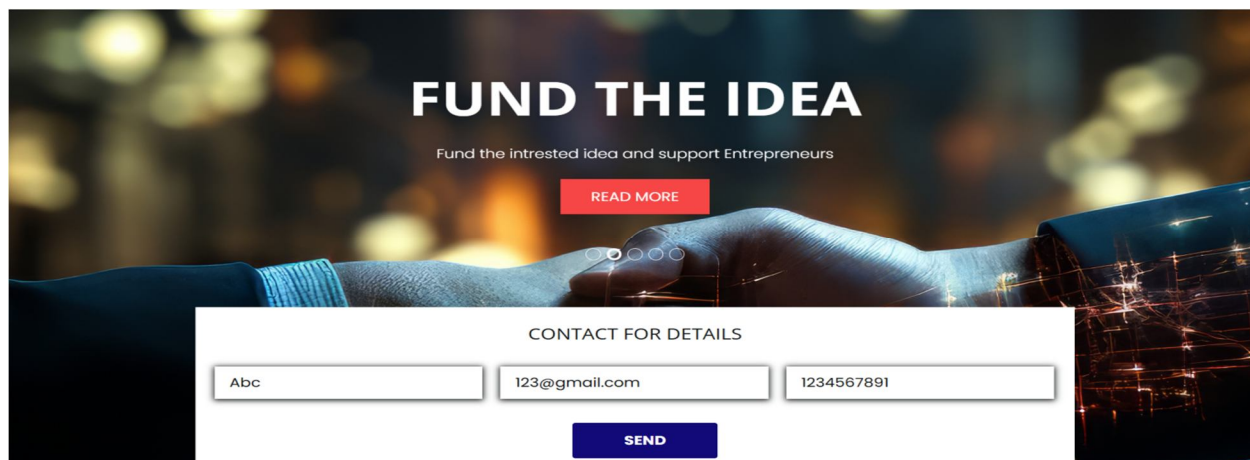 FUND THE IDEA
Fund the intrested idea and support Entrepreneurs
READ MORE
CONTACT FOR DETAILS
Abc 123@gmail.com 1234567891
SEND